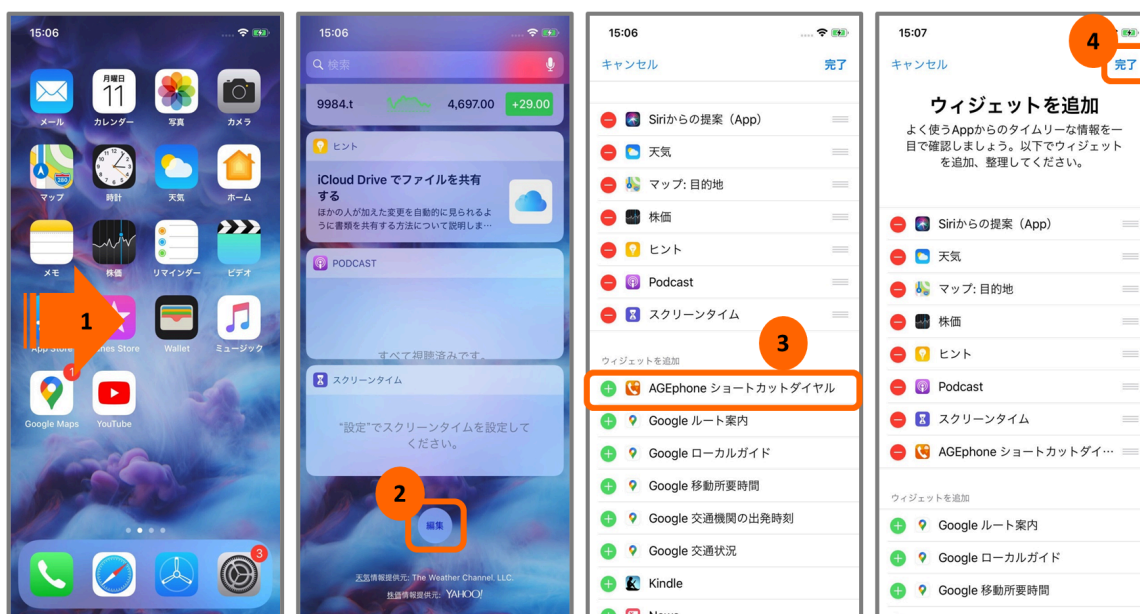 15:06
月曜日
11
メール
カレンダー
写真
カメラ
280
マップ
時計
天気
ホーム
メモ
株価
リマインダー
ビデオ
1
App Store
nes Store
Wallet
ミュージック
1
Google Maps
YouTube
3
15:06
検索
9984.t
4,697.00
+29.00
ヒント
iCloud Drive でファイルを共有
する
ほかの人が加えた変更を自動的に見られるよ
うに書類を共有する方法について説明しま…
PODCAST
すべて視聴済みです。
スクリーンタイム
“設定”でスクリーンタイムを設定して
ください。
2
編集
天気情報提供元: The Weather Channel, LLC.
株価情報提供元: YAHOO!
15:06
キャンセル
完了
Siriからの提案（App）
天気
マップ: 目的地
株価
ヒント
Podcast
スクリーンタイム
3
ウィジェットを追加
AGEphone ショートカットダイヤル
Google ルート案内
Google ローカルガイド
Google 移動所要時間
Google 交通機関の出発時刻
Google 交通状況
Kindle
News
15:07
4
キャンセル
完了
ウィジェットを追加
よく使うAppからのタイムリーな情報を一
目で確認しましょう。以下でウィジェット
を追加、整理してください。
Siriからの提案（App）
天気
マップ: 目的地
株価
ヒント
Podcast
スクリーンタイム
AGEphone ショートカットダイ…
ウィジェットを追加
Google ルート案内
Google ローカルガイド
Google 移動所要時間